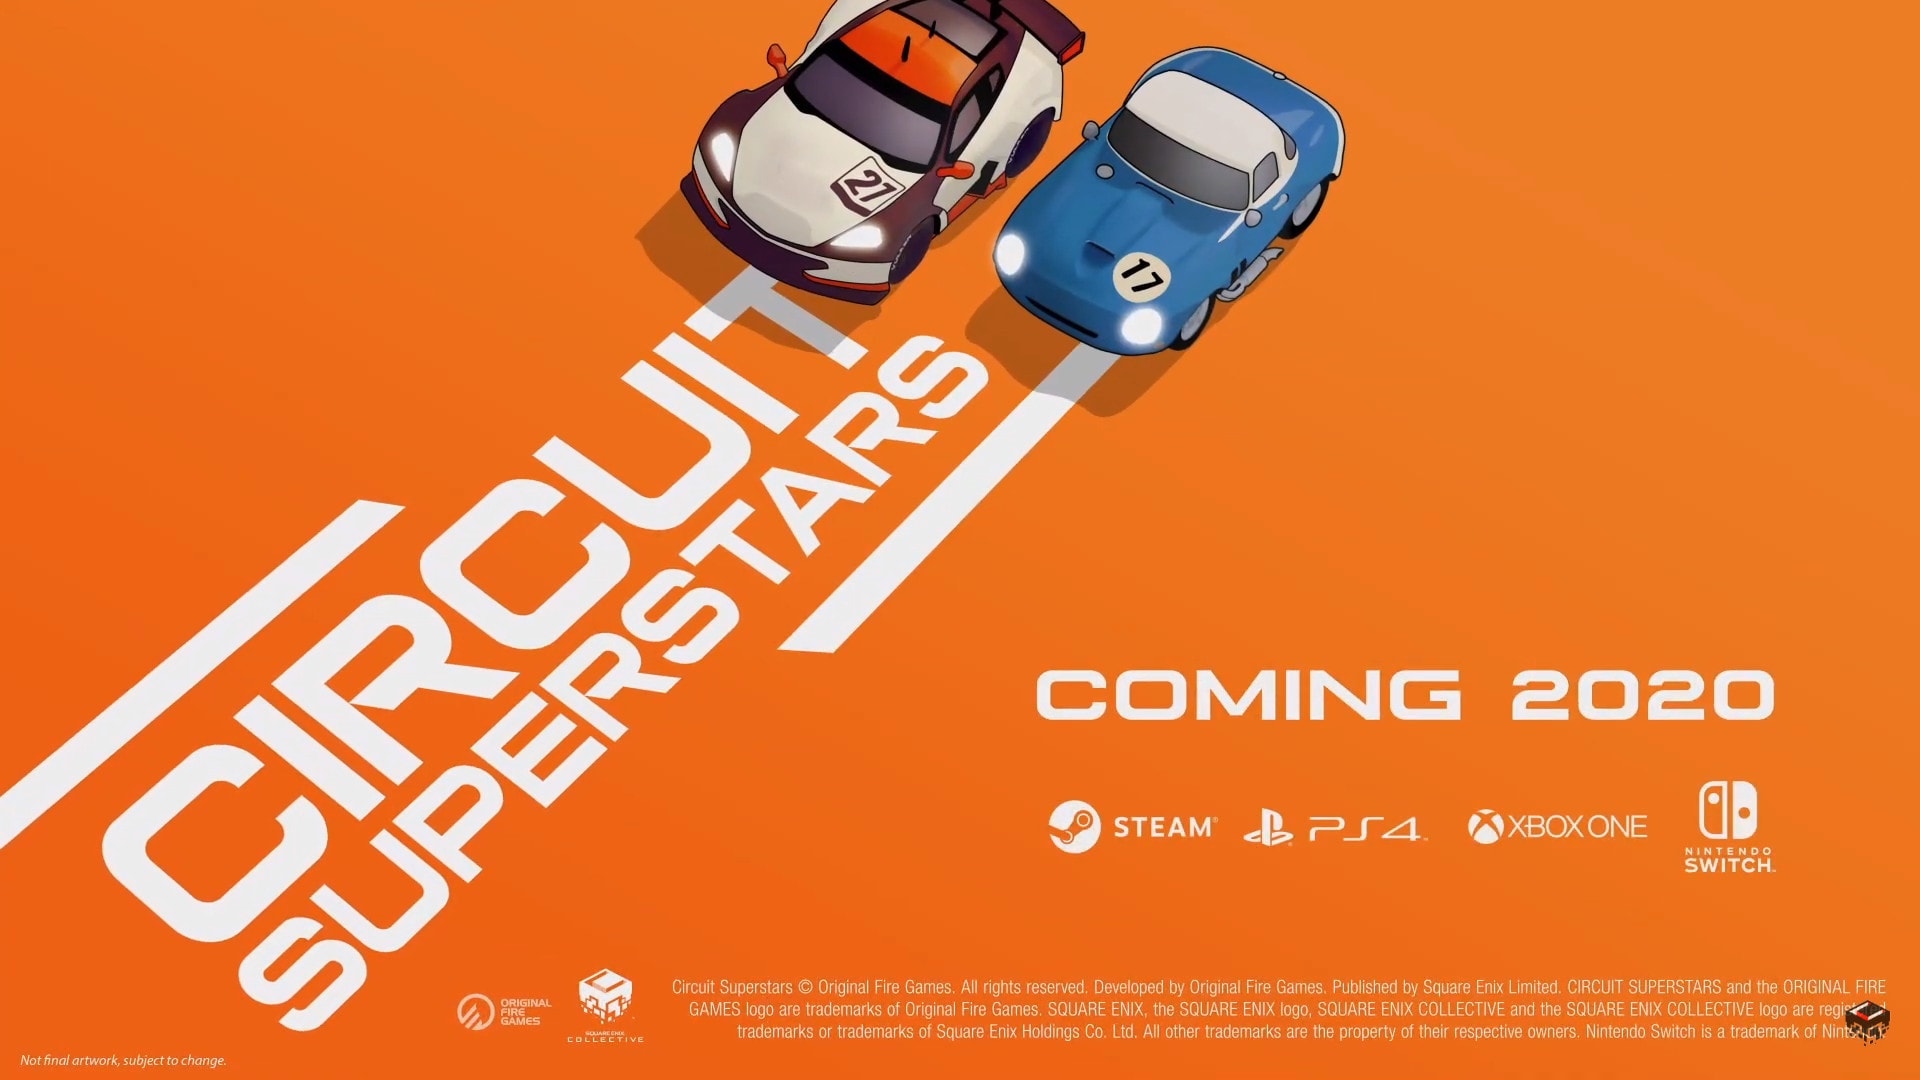 27
17
CIRCUIT
SUPERSTARS
COMING 2020
STEAM®
PS4™
XBOX ONE
NINTENDO
SWITCH™
ORIGINAL
FIRE
GAMES
SQUARE ENIX
COLLECTIVE
Circuit Superstars © Original Fire Games. All rights reserved. Developed by Original Fire Games. Published by Square Enix Limited. CIRCUIT SUPERSTARS and the ORIGINAL FIRE
GAMES logo are trademarks of Original Fire Games. SQUARE ENIX, the SQUARE ENIX logo, SQUARE ENIX COLLECTIVE and the SQUARE ENIX COLLECTIVE logo are
trademarks or trademarks of Square Enix Holdings Co. Ltd. All other trademarks are the property of their respective owners. Nintendo Switch is a trademark of
Not final artwork, subject to change.